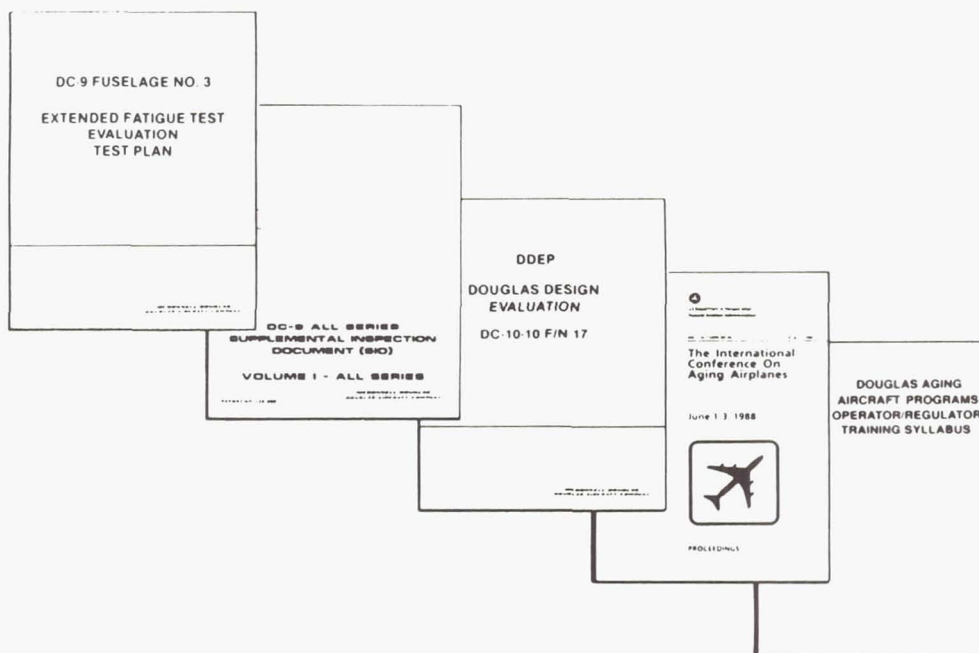 DC-9 FUSELAGE NO. 3
EXTENDED FATIGUE TEST
EVALUATION
TEST PLAN
DC-9 ALL SERIES
SUPPLEMENTAL INSPECTION
DOCUMENT (SID)
VOLUME I - ALL SERIES
DDEP
DOUGLAS DESIGN
EVALUATION
DC-10-10 F/N 17
The International
Conference On
Aging Airplanes
June 1-3, 1988
PROCEEDINGS
DOUGLAS AGING
AIRCRAFT PROGRAMS
OPERATOR/REGULATOR
TRAINING SYLLABUS